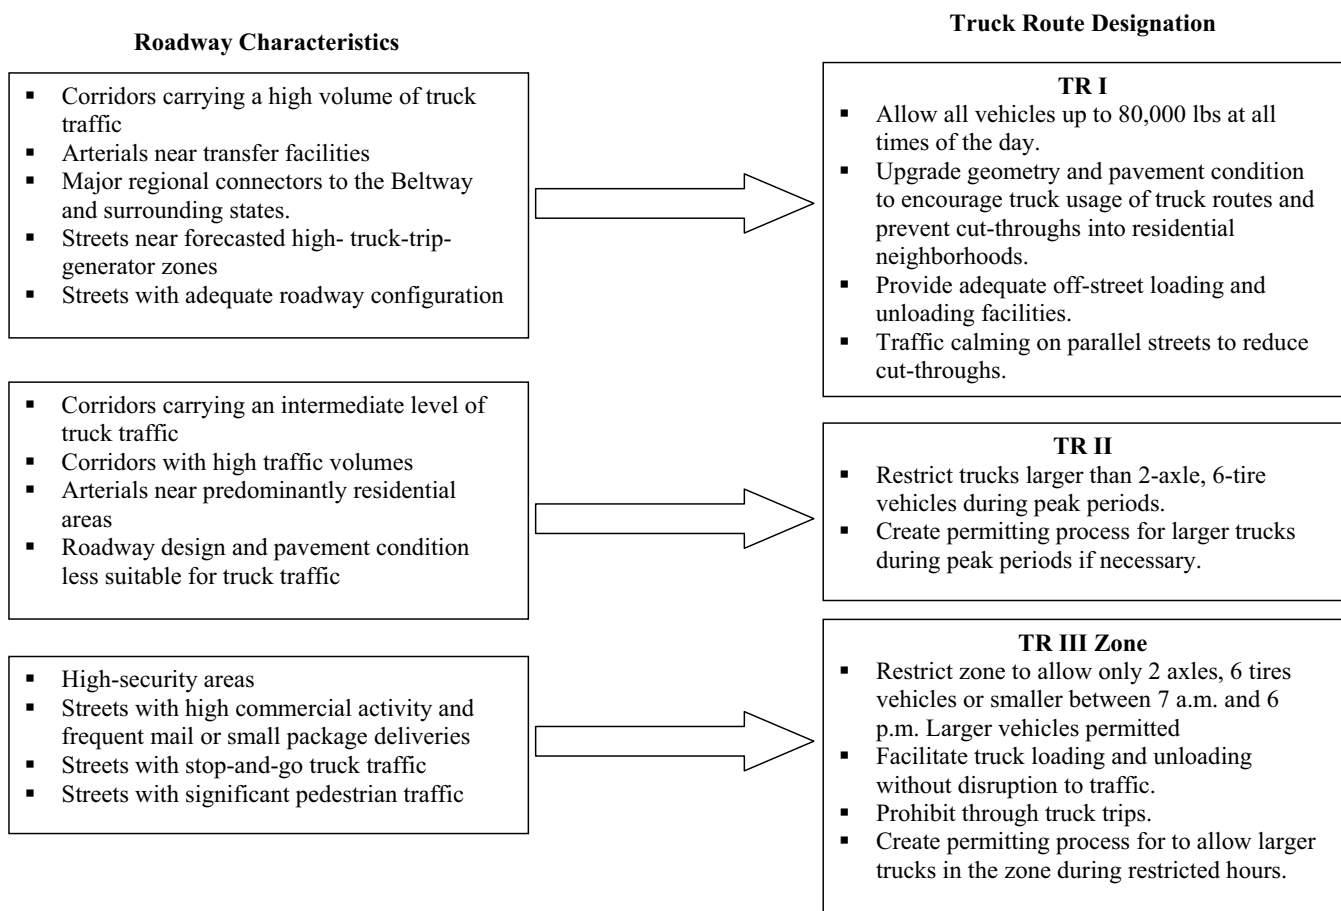 Roadway Characteristics
Truck Route Designation
▪ Corridors carrying a high volume of truck
traffic
▪ Arterials near transfer facilities
▪ Major regional connectors to the Beltway
and surrounding states.
▪ Streets near forecasted high- truck-trip-
generator zones
▪ Streets with adequate roadway configuration
TR I
▪ Allow all vehicles up to 80,000 lbs at all
times of the day.
▪ Upgrade geometry and pavement condition
to encourage truck usage of truck routes and
prevent cut-throughs into residential
neighborhoods.
▪ Provide adequate off-street loading and
unloading facilities.
▪ Traffic calming on parallel streets to reduce
cut-throughs.
▪ Corridors carrying an intermediate level of
truck traffic
▪ Corridors with high traffic volumes
▪ Arterials near predominantly residential
areas
▪ Roadway design and pavement condition
less suitable for truck traffic
TR II
▪ Restrict trucks larger than 2-axle, 6-tire
vehicles during peak periods.
▪ Create permitting process for larger trucks
during peak periods if necessary.
▪ High-security areas
▪ Streets with high commercial activity and
frequent mail or small package deliveries
▪ Streets with stop-and-go truck traffic
▪ Streets with significant pedestrian traffic
TR III Zone
▪ Restrict zone to allow only 2 axles, 6 tires
vehicles or smaller between 7 a.m. and 6
p.m. Larger vehicles permitted
▪ Facilitate truck loading and unloading
without disruption to traffic.
▪ Prohibit through truck trips.
▪ Create permitting process for to allow larger
trucks in the zone during restricted hours.